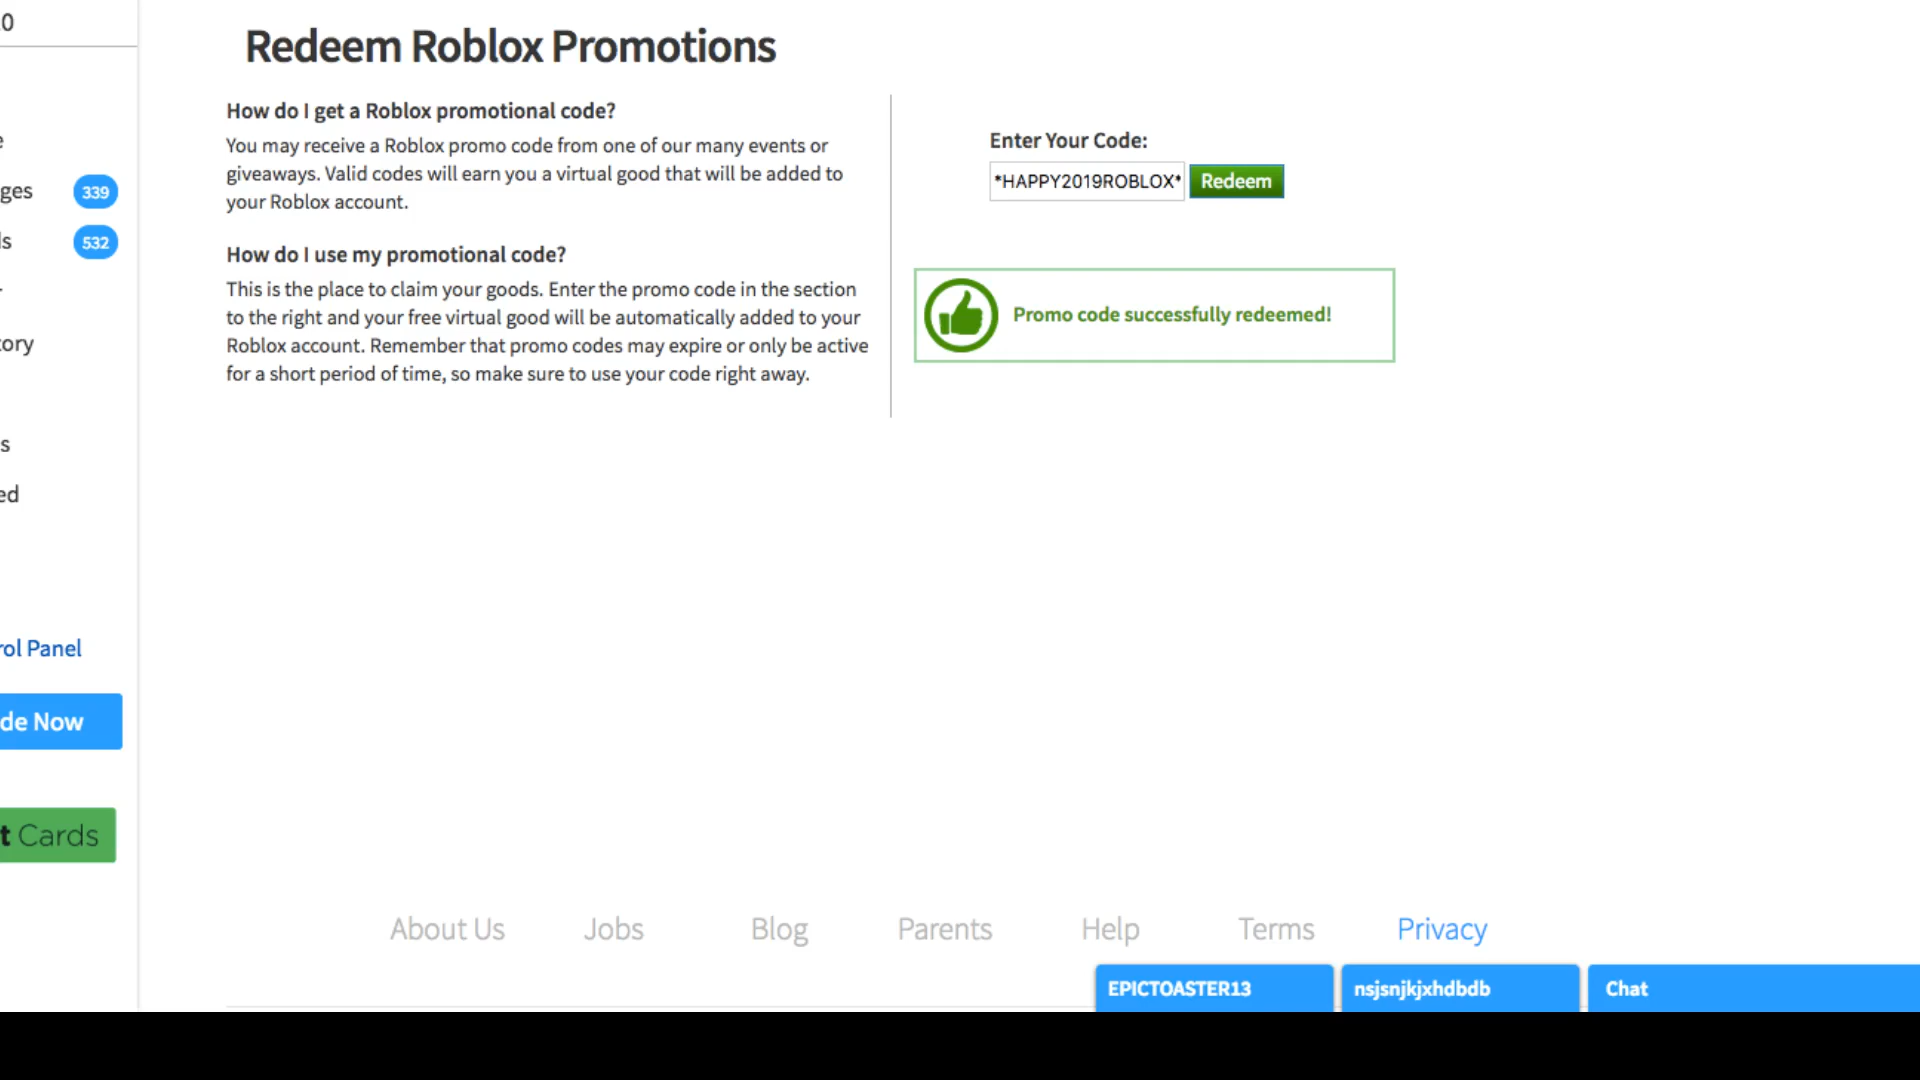 0
Redeem Roblox Promotions
How do I get a Roblox promotional code?
You may receive a Roblox promo code from one of our many events or
giveaways. Valid codes will earn you a virtual good that will be added to
your Roblox account.
How do I use my promotional code?
This is the place to claim your goods. Enter the promo code in the section
to the right and your free virtual good will be automatically added to your
Roblox account. Remember that promo codes may expire or only be active
for a short period of time, so make sure to use your code right away.
Enter Your Code:
*HAPPY2019ROBLOX* Redeem
Promo code successfully redeemed!
e
ges 339
ls 532
r
tory
s
ed
rol Panel
de Now
t Cards
About Us Jobs Blog Parents Help Terms Privacy
EPICTOASTER13 nsjsnjkjxhdbdb Chat